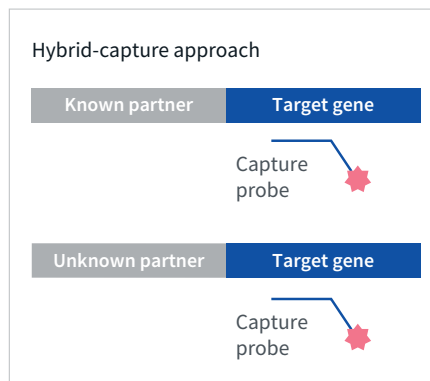 Hybrid-capture approach
Known partner Target gene
Capture
probe
Unknown partner Target gene
Capture
probe